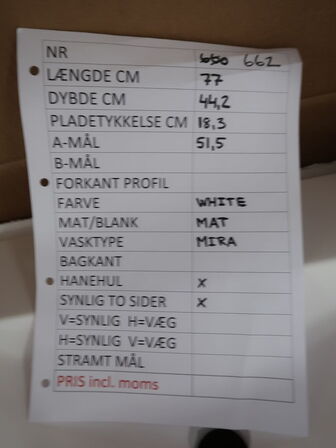 NR 650 662
LÆNGDE CM 77
DYBDE CM 44,2
PLADETYKKELSE CM 18,3
A-MÅL 51,5
B-MÅL
FORKANT PROFIL
FARVE WHITE
MAT/BLANK MAT
VASKTYPE MIRA
BAGKANT
HANEHUL X
SYNLIG TO SIDER X
V=SYNLIG H=VÆG
H=SYNLIG V=VÆG
STRAMT MÅL
PRIS incl. moms